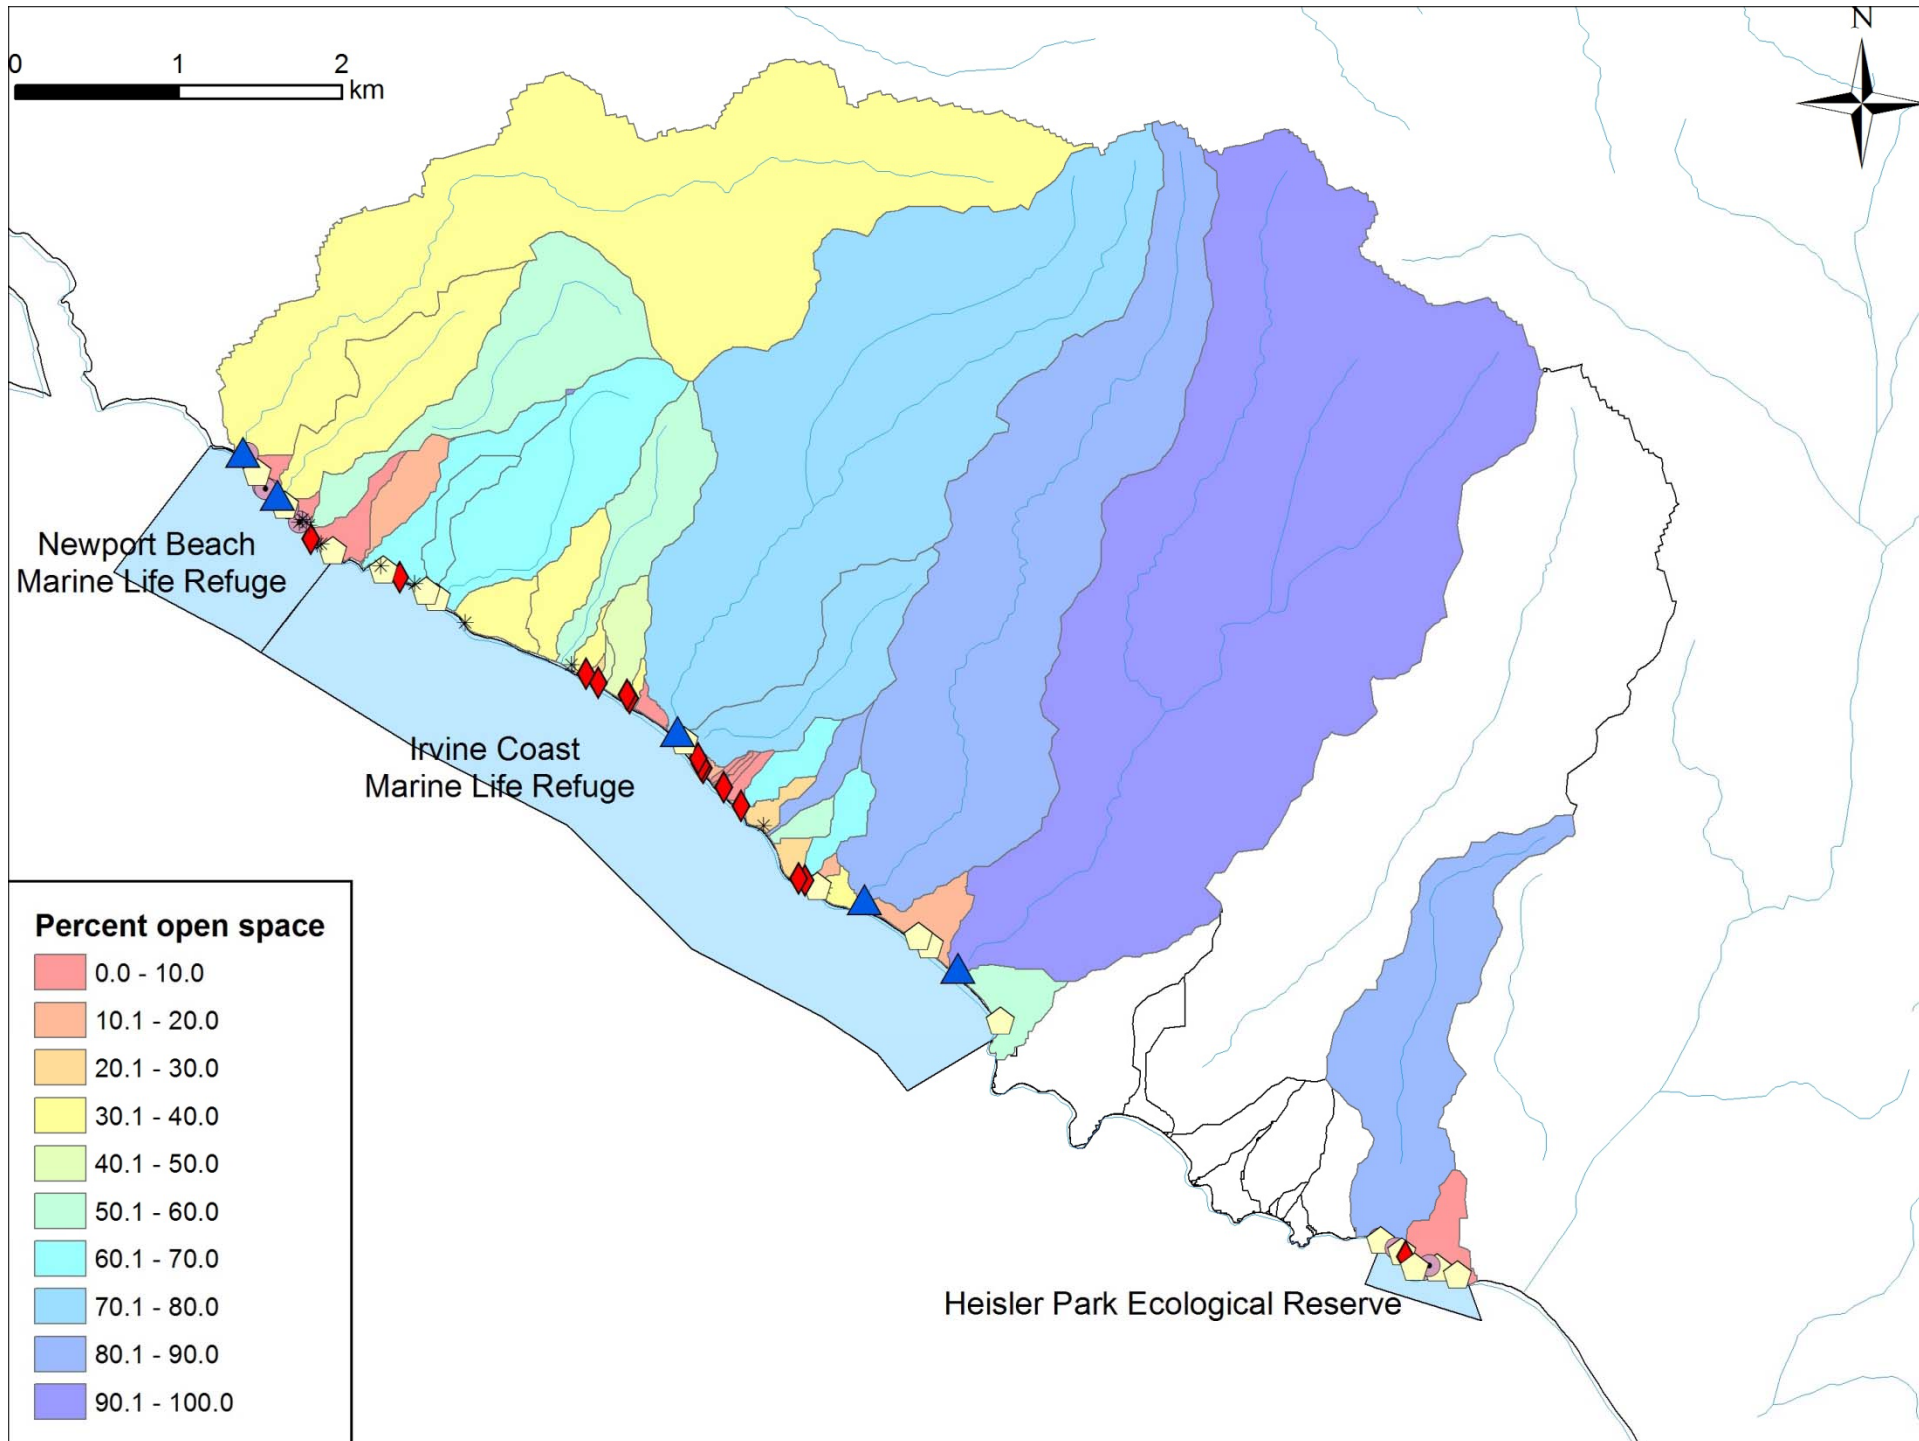 N
0 1 2
km
Newport Beach
Marine Life Refuge
Irvine Coast
Marine Life Refuge
Heisler Park Ecological Reserve
Percent open space
0.0 - 10.0
10.1 - 20.0
20.1 - 30.0
30.1 - 40.0
40.1 - 50.0
50.1 - 60.0
60.1 - 70.0
70.1 - 80.0
80.1 - 90.0
90.1 - 100.0